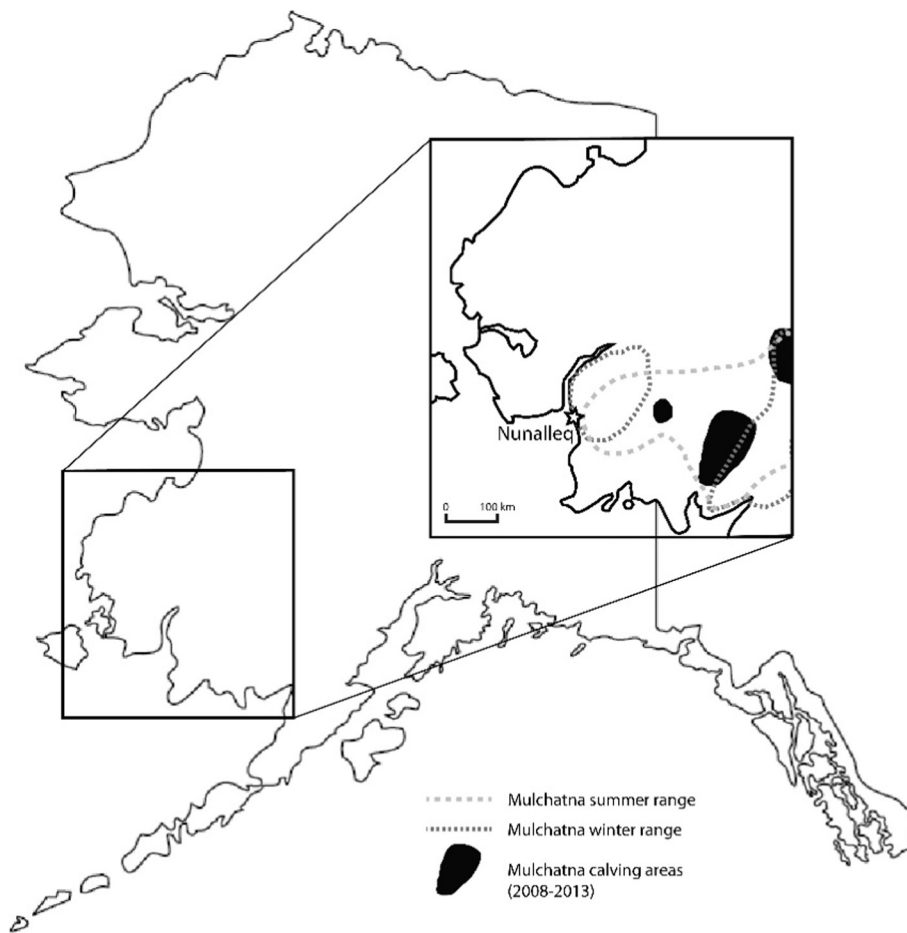 Nunalleq
0 100 km
Mulchatna summer range
Mulchatna winter range
Mulchatna calving areas
(2008-2013)